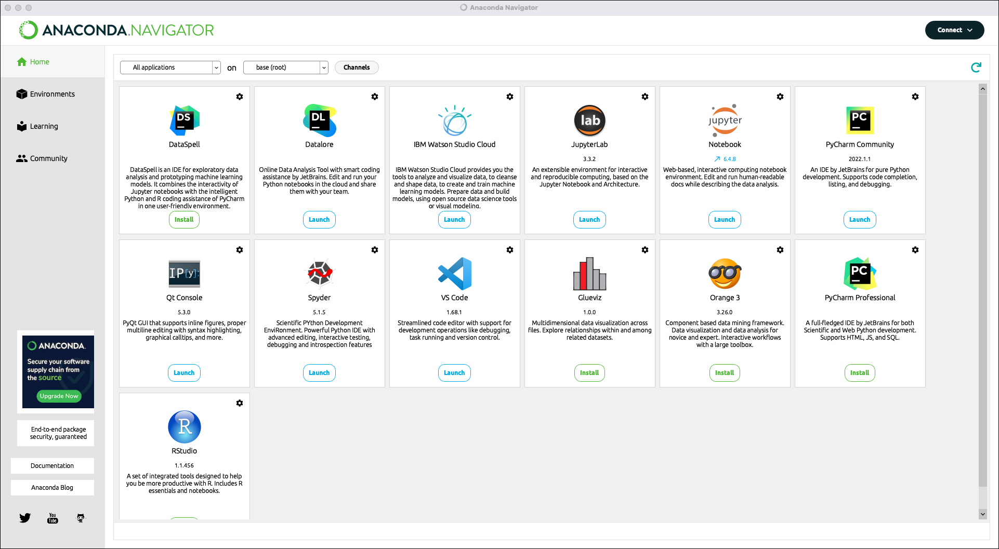 Anaconda Navigator
ANACONDA.NAVIGATOR
Connect
Home
Environments
Learning
Community
All applications
on
base (root)
Channels
DS
DataSpell
DataSpell is an IDE for exploratory data
analysis and prototyping machine learning
models. It combines the interactivity of
Jupyter notebooks with the intelligent
Python and R coding assistance of PyCharm
in one user-friendly environment.
Install
DL
Datalore
Online Data Analysis Tool with smart coding
assistance by JetBrains. Edit and run your
Python notebooks in the cloud and share
them with your team.
Launch
IBM Watson Studio Cloud
IBM Watson Studio Cloud provides you the
tools to analyze and visualize data, to cleanse
and shape data, to create and train machine
learning models. Prepare data and build
models, using open source data science tools
or visual modeling.
Launch
lab
JupyterLab
3.3.2
An extensible environment for interactive
and reproducible computing, based on the
Jupyter Notebook and Architecture.
Launch
jupyter
Notebook
6.4.8
Web-based, interactive computing notebook
environment. Edit and run human-readable
docs while describing the data analysis.
Launch
PC
PyCharm Community
2022.1.1
An IDE by JetBrains for pure Python
development. Supports code completion,
listing, and debugging.
Launch
IP[y]:
Qt Console
5.3.0
PyQt GUI that supports inline figures, proper
multiline editing with syntax highlighting,
graphical calltips, and more.
Launch
Spyder
5.1.5
Scientific PYthon Development
EnviRonment. Powerful Python IDE with
advanced editing, interactive testing,
debugging and introspection features
Launch
VS Code
1.68.1
Streamlined code editor with support for
development operations like debugging,
task running and version control.
Launch
Glueviz
1.0.0
Multidimensional data visualization across
files. Explore relationships within and among
related datasets.
Install
Orange 3
3.26.0
Component based data mining framework.
Data visualization and data analysis for
novice and expert. Interactive workflows
with a large toolbox.
Install
PC
PyCharm Professional
A full-fledged IDE by JetBrains for both
Scientific and Web Python development.
Supports HTML, JS, and SQL.
Install
R
RStudio
1.1.456
A set of integrated tools designed to help
you be more productive with R. Includes R
essentials and notebooks.
ANACONDA.
Secure your software
supply chain from
the source
Upgrade Now
End-to-end package
security, guaranteed
Documentation
Anaconda Blog
You
Tube